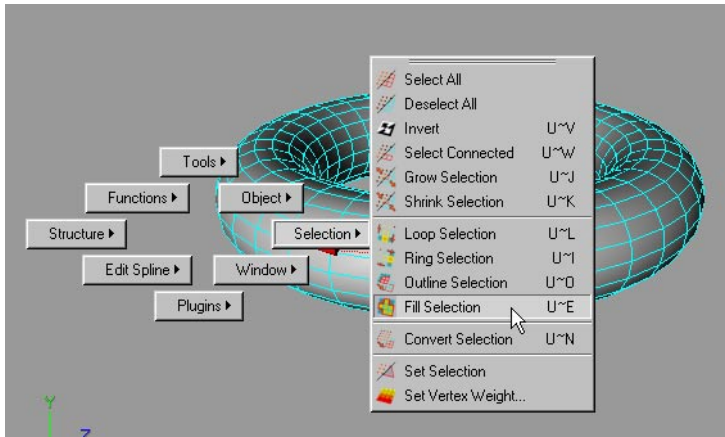 Tools
Functions
Object
Structure
Selection
Edit Spline
Window
Plugins
Select All
Deselect All
Invert U~V
Select Connected U~W
Grow Selection U~J
Shrink Selection U~K
Loop Selection U~L
Ring Selection U~I
Outline Selection U~O
Fill Selection U~E
Convert Selection U~N
Set Selection
Set Vertex Weight...
Y
Z